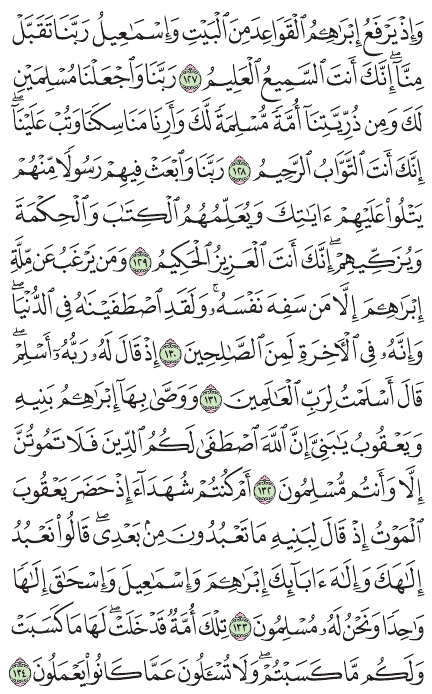 وَإِذْ يَرْفَعُ إِبْرَٰهِـۧمُ ٱلْقَوَاعِدَ مِنَ ٱلْبَيْتِ وَإِسْمَـٰعِيلُ رَبَّنَا تَقَبَّلْ
مِنَّآ ۖ إِنَّكَ أَنتَ ٱلسَّمِيعُ ٱلْعَلِيمُ ١٢٧ رَبَّنَا وَٱجْعَلْنَا مُسْلِمَيْنِ
لَكَ وَمِن ذُرِّيَّتِنَآ أُمَّةً مُّسْلِمَةً لَّكَ وَأَرِنَا مَنَاسِكَنَا وَتُبْ عَلَيْنَآ ۖ
إِنَّكَ أَنتَ ٱلتَّوَّابُ ٱلرَّحِيمُ ١٢٨ رَبَّنَا وَٱبْعَثْ فِيهِمْ رَسُولًا مِّنْهُمْ
يَتْلُوا۟ عَلَيْهِمْ ءَايَـٰتِكَ وَيُعَلِّمُهُمُ ٱلْكِتَـٰبَ وَٱلْحِكْمَةَ
وَيُزَكِّيهِمْ ۚ إِنَّكَ أَنتَ ٱلْعَزِيزُ ٱلْحَكِيمُ ١٢٩ وَمَن يَرْغَبُ عَن مِّلَّةِ
إِبْرَٰهِـۧمَ إِلَّا مَن سَفِهَ نَفْسَهُۥ ۚ وَلَقَدِ ٱصْطَفَيْنَـٰهُ فِى ٱلدُّنْيَا ۖ
وَإِنَّهُۥ فِى ٱلْـَٔاخِرَةِ لَمِنَ ٱلصَّـٰلِحِينَ ١٣٠ إِذْ قَالَ لَهُۥ رَبُّهُۥٓ أَسْلِمْ ۖ
قَالَ أَسْلَمْتُ لِرَبِّ ٱلْعَـٰلَمِينَ ١٣١ وَوَصَّىٰ بِهَآ إِبْرَٰهِـۧمُ بَنِيهِ
وَيَعْقُوبُ يَـٰبَنِىَّ إِنَّ ٱللَّهَ ٱصْطَفَىٰ لَكُمُ ٱلدِّينَ فَلَا تَمُوتُنَّ
إِلَّا وَأَنتُم مُّسْلِمُونَ ١٣٢ أَمْ كُنتُمْ شُهَدَآءَ إِذْ حَضَرَ يَعْقُوبَ
ٱلْمَوْتُ إِذْ قَالَ لِبَنِيهِ مَا تَعْبُدُونَ مِنۢ بَعْدِى ۖ قَالُوا۟ نَعْبُدُ
إِلَـٰهَكَ وَإِلَـٰهَ ءَابَآئِكَ إِبْرَٰهِـۧمَ وَإِسْمَـٰعِيلَ وَإِسْحَـٰقَ إِلَـٰهًا
وَٰحِدًا وَنَحْنُ لَهُۥ مُسْلِمُونَ ١٣٣ تِلْكَ أُمَّةٌ قَدْ خَلَتْ ۖ لَهَا مَا كَسَبَتْ
وَلَكُم مَّا كَسَبْتُمْ ۖ وَلَا تُسْـَٔلُونَ عَمَّا كَانُوا۟ يَعْمَلُونَ ١٣٤